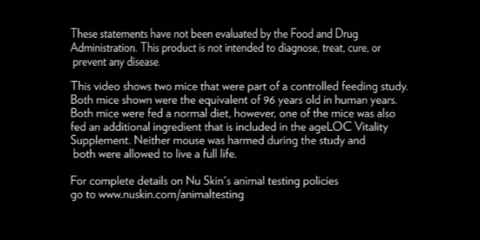 These statements have not been evaluated by the Food and Drug
Administration. This product is not intended to diagnose, treat, cure, or
prevent any disease.
This video shows two mice that were part of a controlled feeding study.
Both mice shown were the equivalent of 96 years old in human years.
Both mice were fed a normal diet, however, one of the mice was also
fed an additional ingredient that is included in the ageLOC Vitality
Supplement. Neither mouse was harmed during the study and
both were allowed to live a full life.
For complete details on Nu Skin's animal testing policies
go to www.nuskin.com/animaltesting